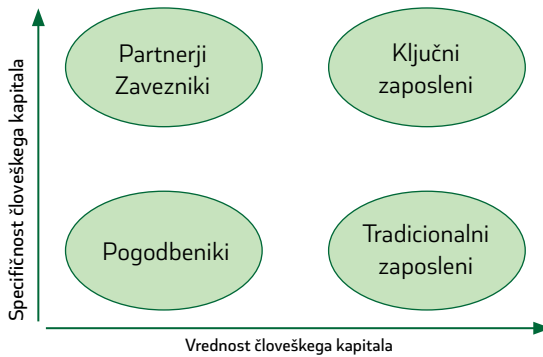 Partnerji
Zavezniki
Ključni
zaposleni
Specifičnost človeškega kapitala
Pogodbeniki
Tradicionalni
zaposleni
Vrednost človeškega kapitala